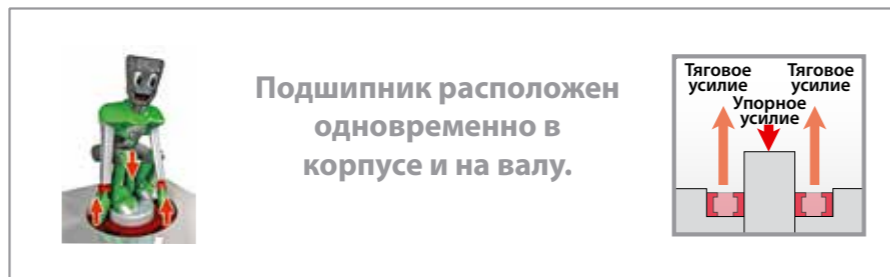 Подшипник расположен
одновременно в
корпусе и на валу.
Тяговое Тяговое
усилие усилие
Упорное
усилие